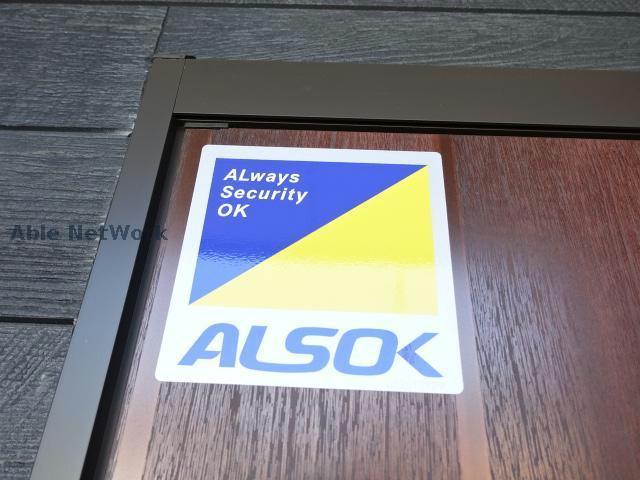 ALways
Security
OK
Able NetWork
ALSOK